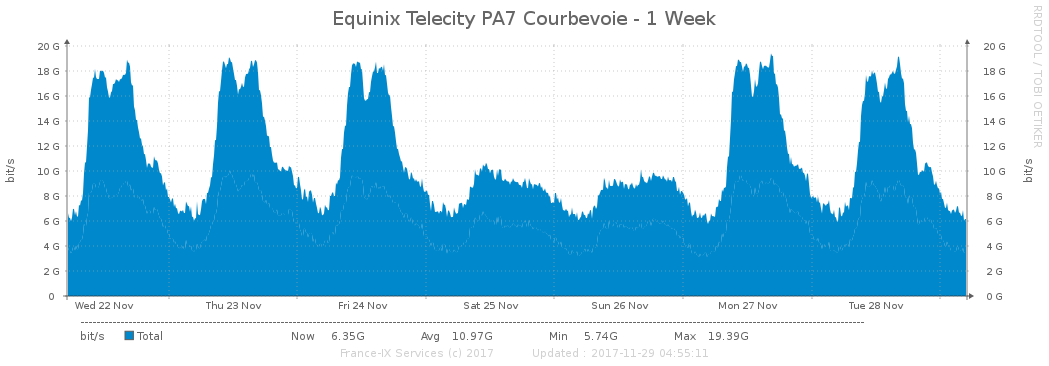 Equinix Telecity PA7 Courbevoie - 1 Week
RRDTOOL / TOBI OETIKER
20 G 20 G
18 G 18 G
16 G 16 G
14 G 14 G
12 G 12 G
10 G 10 G
8 G 8 G
6 G 6 G
4 G 4 G
2 G 2 G
0 0 G
bit/s
bit/s
Wed 22 Nov Thu 23 Nov Fri 24 Nov Sat 25 Nov Sun 26 Nov Mon 27 Nov Tue 28 Nov
bit/s Total Now 6.35G Avg 10.97G Min 5.74G Max 19.39G
France-IX Services (c) 2017 Updated : 2017-11-29 04:55:11